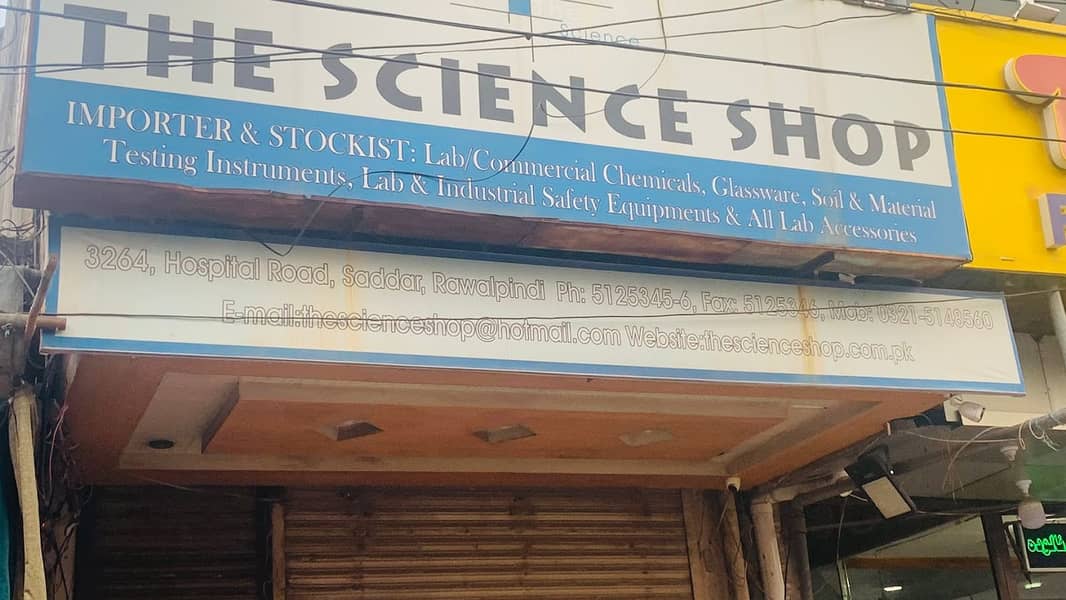 science
THE SCIENCE SHOP
IMPORTER & STOCKIST: Lab/Commercial Chemicals, Glassware, Soil & Material
Testing Instruments, Lab & Industrial Safety Equipments & All Lab Accessories
3264, Hospital Road, Saddar, Rawalpindi Ph: 5125345-6, Fax: 5125346, Mob: 0321-5148560
E-mail:thescienceshop@hotmail.com Website:thescienceshop.com.pk